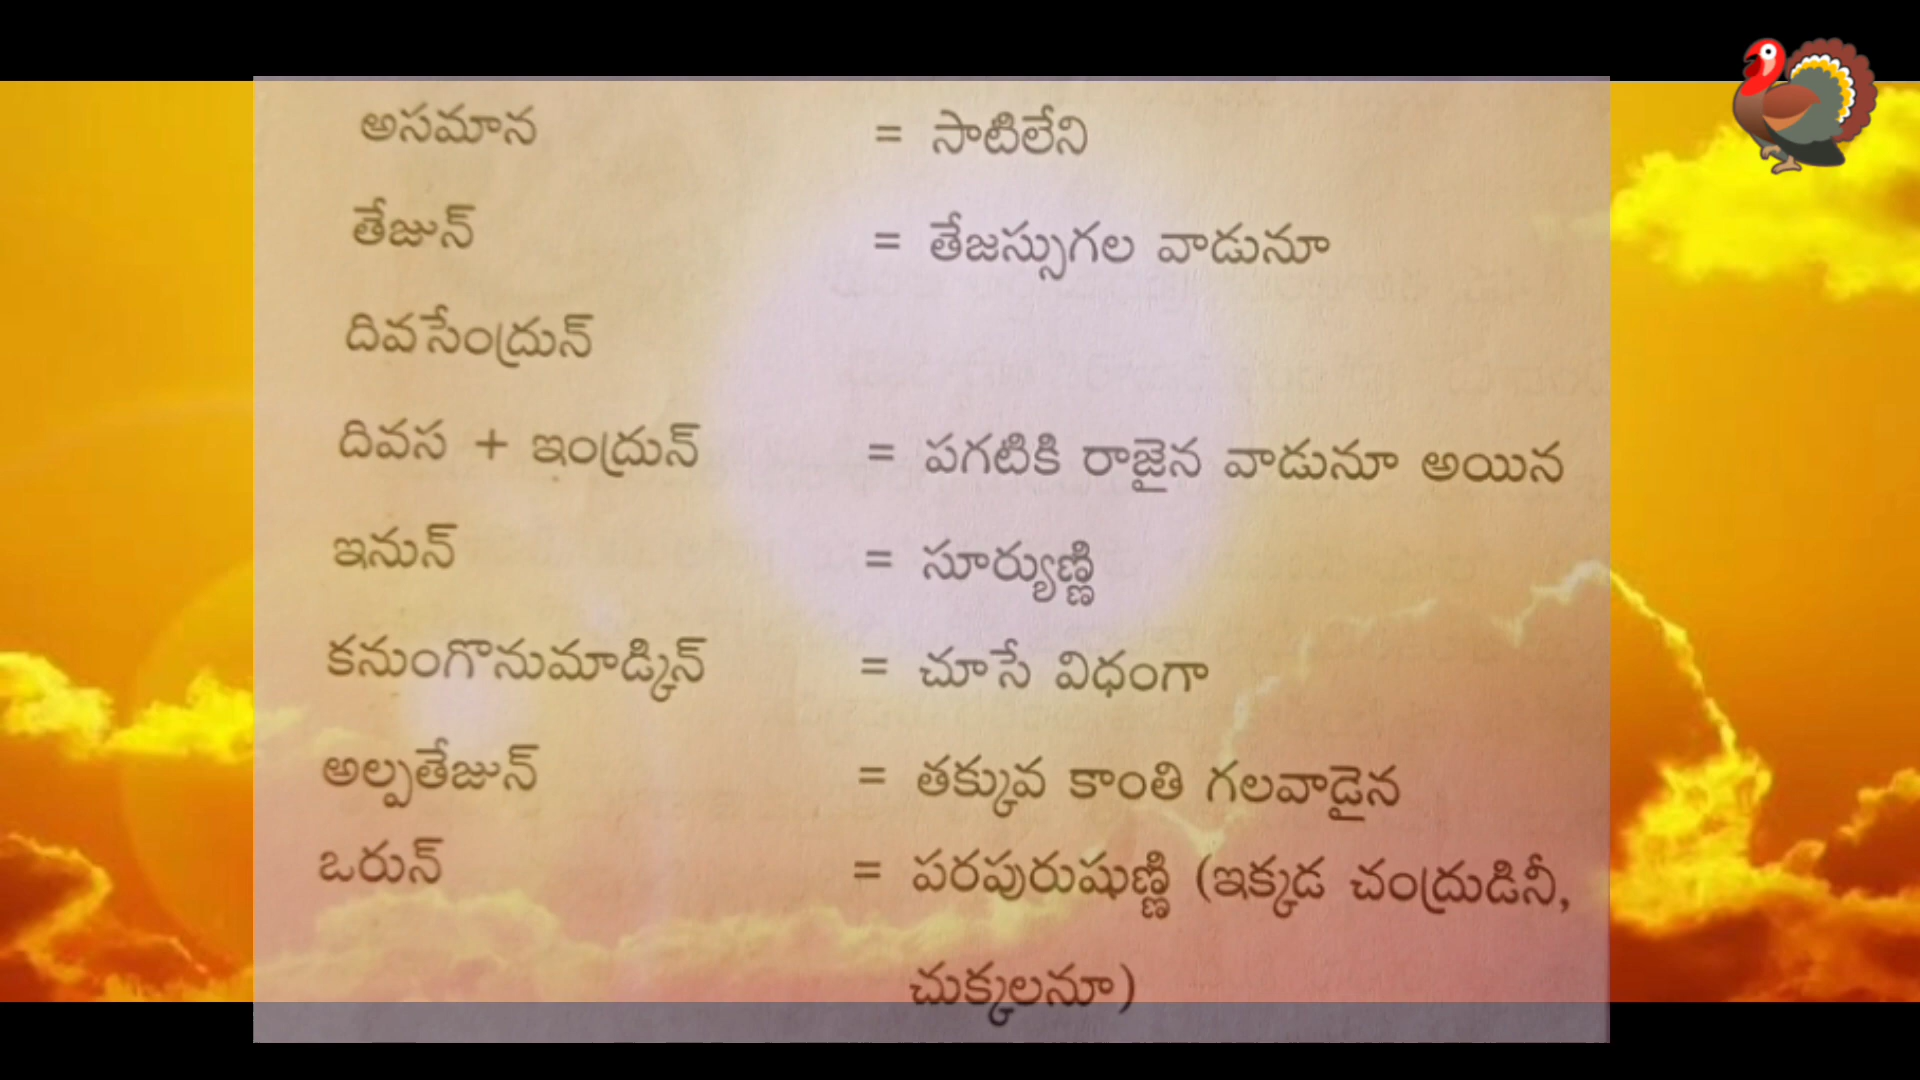 అసమాన = సాటిలేని
తేజున్ = తేజస్సుగల వాడునూ
దివసేంద్రున్
దివస + ఇంద్రున్ = పగటికి రాజైన వాడునూ అయిన
ఇనున్ = సూర్యుణ్ణి
కనుంగొనుమాడ్కిన్ = చూసే విధంగా
అల్పతేజున్ = తక్కువ కాంతి గలవాడైన
ఒరున్ = పరపురుషుణ్ణి (ఇక్కడ చంద్రుడినీ,
చుక్కలనూ)